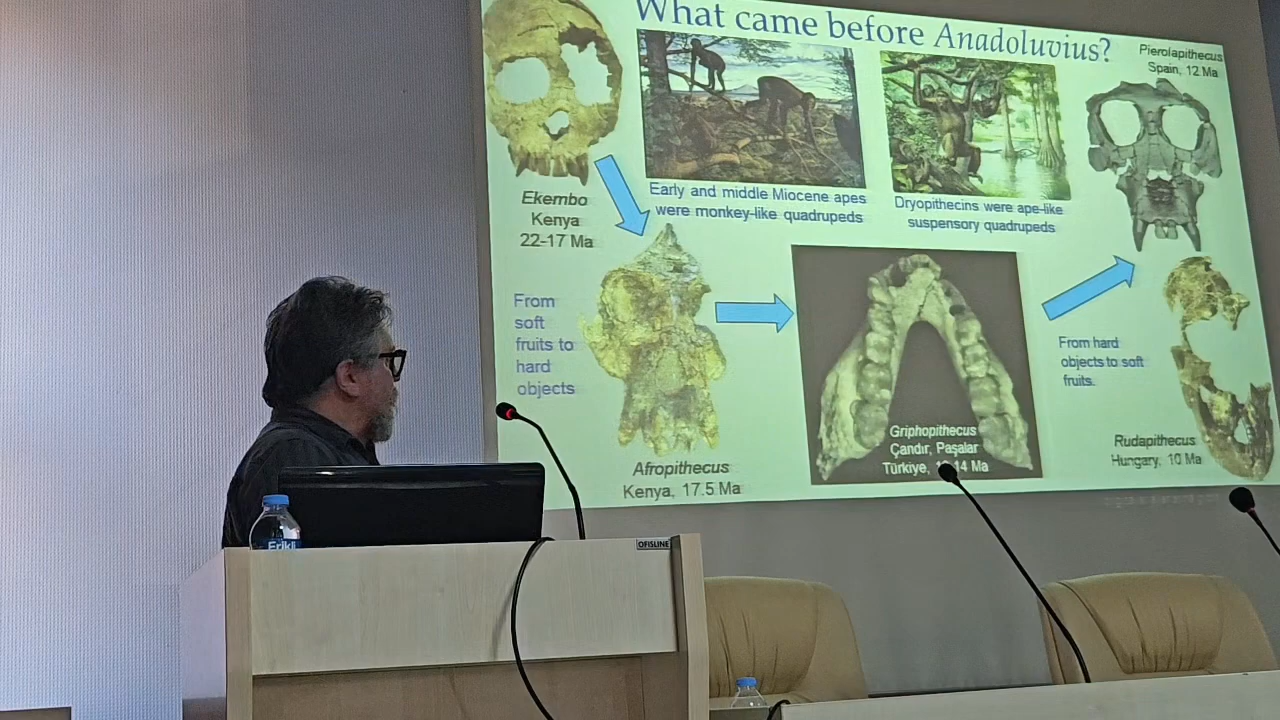 What came before Anadoluvius?
Pierolapithecus
Spain, 12 Ma
Ekembo
Kenya
22-17 Ma
Early and middle Miocene apes
were monkey-like quadrupeds
Dryopithecins were ape-like
suspensory quadrupeds
From
soft
fruits to
hard
objects
Afropithecus
Kenya, 17.5 Ma
Griphopithecus
Çandır, Paşalar
Türkiye, 14 Ma
From hard
objects to soft
fruits.
Rudapithecus
Hungary, 10 Ma
Erikli
OFISLINE